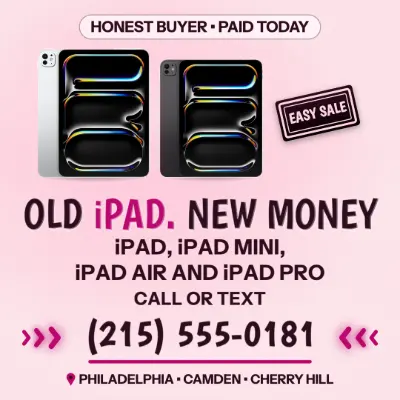 HONEST BUYER • PAID TODAY
EASY SALE
OLD iPAD. NEW MONEY
iPAD, iPAD MINI,
iPAD AIR AND iPAD PRO
CALL OR TEXT
(215) 555-0181
PHILADELPHIA • CAMDEN • CHERRY HILL